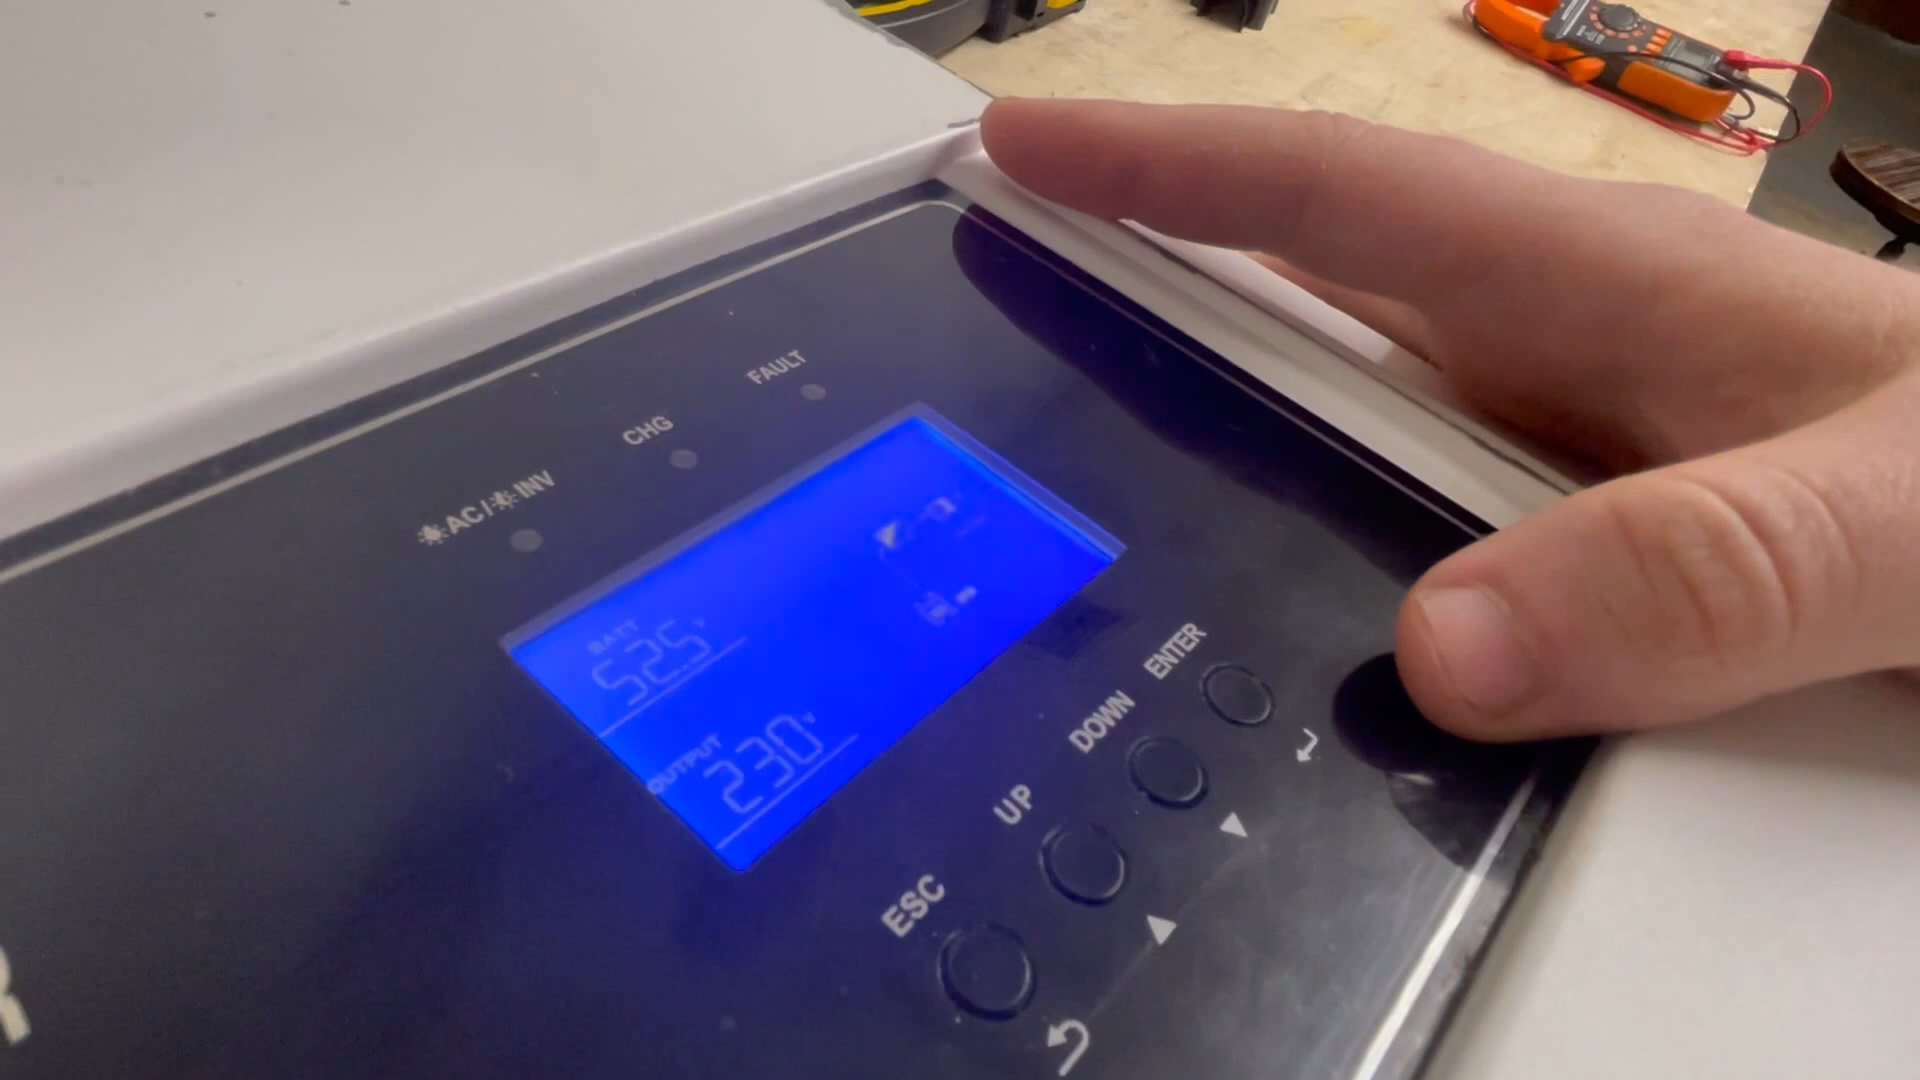 FAULT
CHG
AC/ INV
BATT
52.5 V
OUTPUT
230 V
ENTER
DOWN
UP
ESC